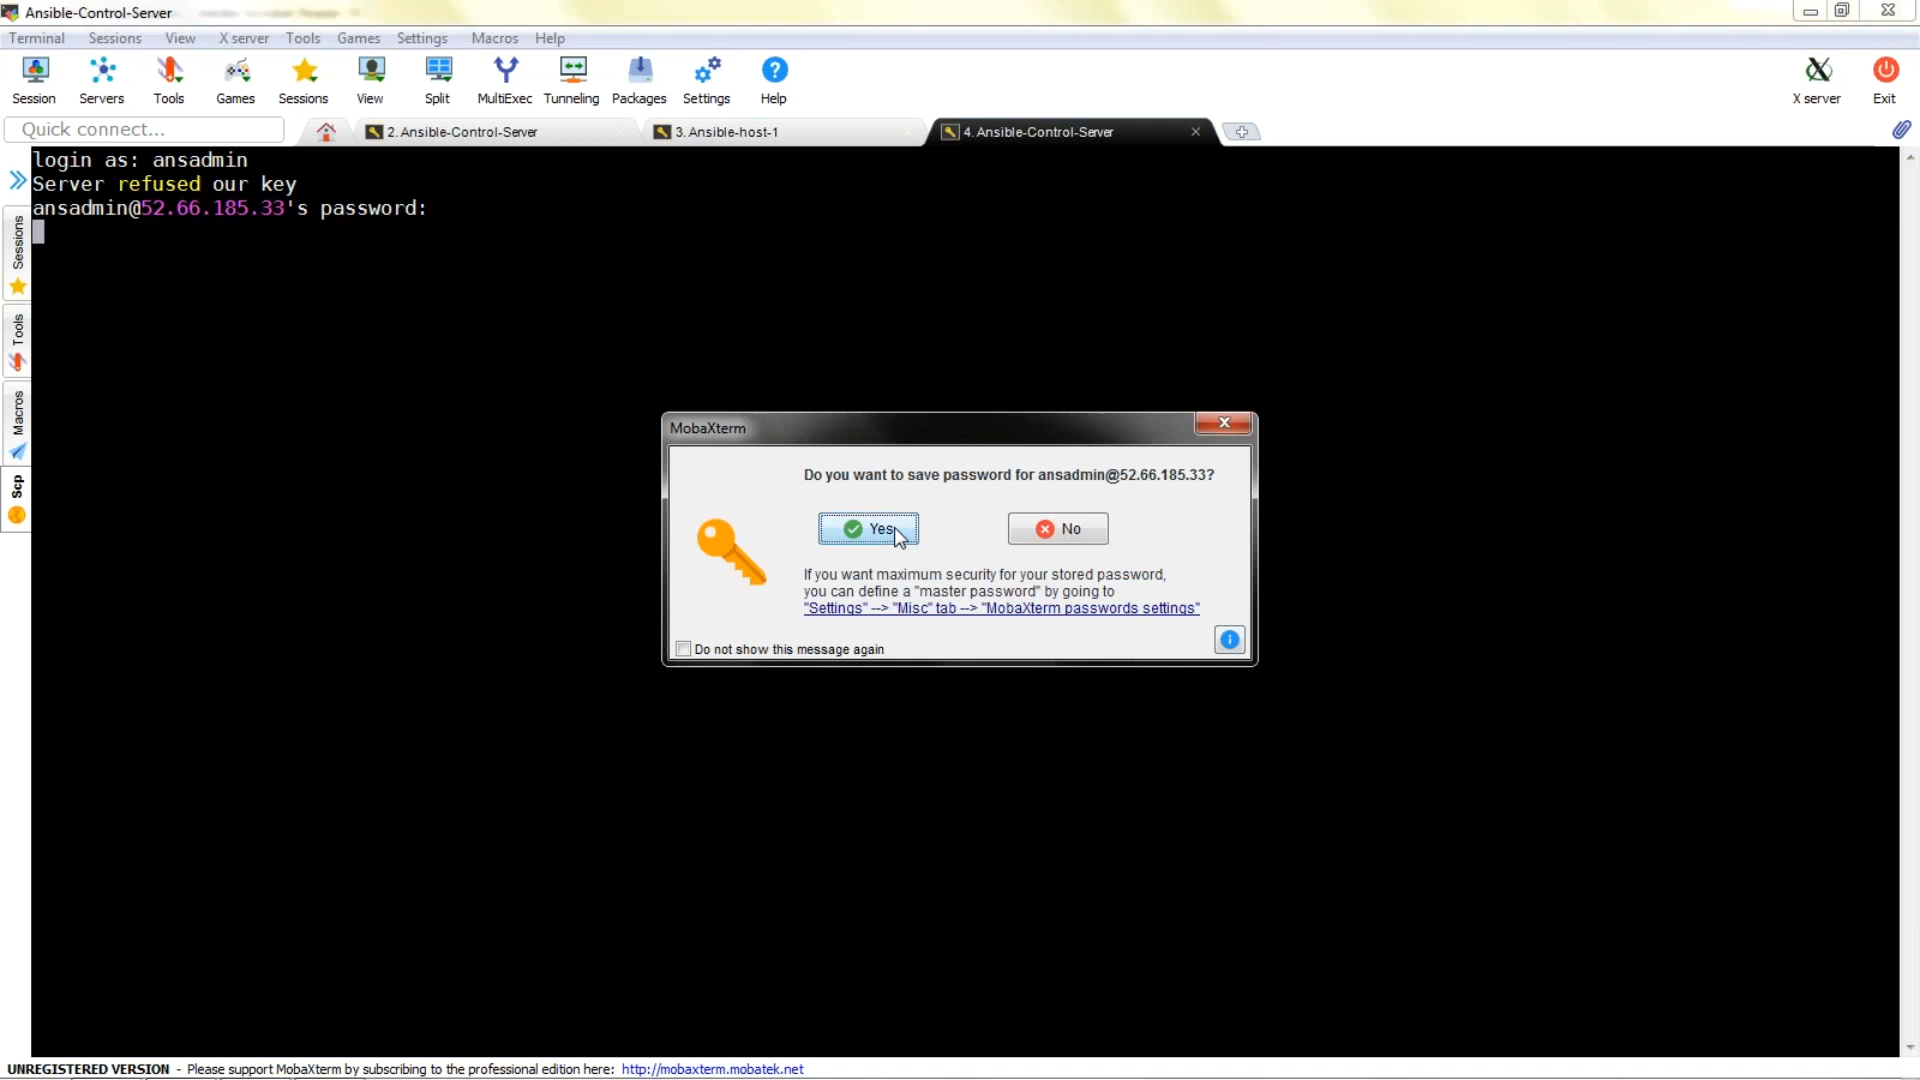 Ansible-Control-Server
Terminal Sessions View X server Tools Games Settings Macros Help
Session Servers Tools Games Sessions View Split MultiExec Tunneling Packages Settings Help X server Exit
Quick connect... 2. Ansible-Control-Server 3. Ansible-host-1 4. Ansible-Control-Server
login as: ansadmin
Server refused our key
ansadmin@52.66.185.33's password:
Sessions
Tools
Macros
Scp
MobaXterm
Do you want to save password for ansadmin@52.66.185.33?
Yes No
If you want maximum security for your stored password,
you can define a "master password" by going to
"Settings" --> "Misc" tab --> "MobaXterm passwords settings"
Do not show this message again
UNREGISTERED VERSION - Please support MobaXterm by subscribing to the professional edition here: http://mobaxterm.mobatek.net